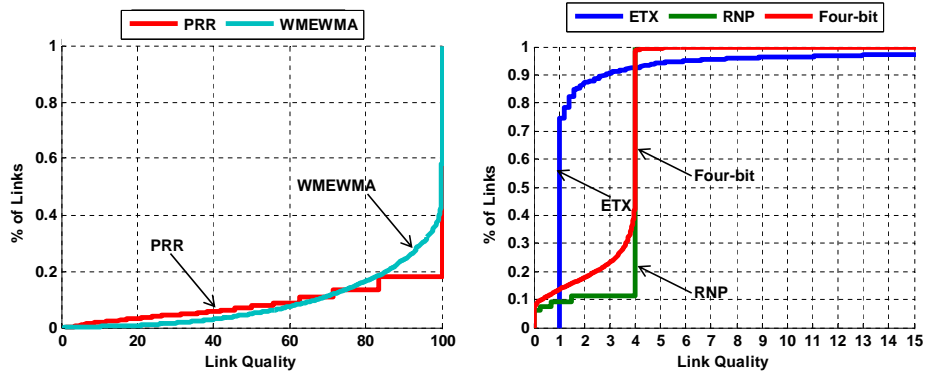 PRR WMEWMA
% of Links
1
0.8
0.6
0.4
0.2
0
WMEWMA
PRR
0 20 40 60 80 100
Link Quality
ETX RNP Four-bit
% of Links
1
0.9
0.8
0.7
0.6
0.5
0.4
0.3
0.2
0.1
0
Four-bit
ETX
RNP
0 1 2 3 4 5 6 7 8 9 10 11 12 13 14 15
Link Quality